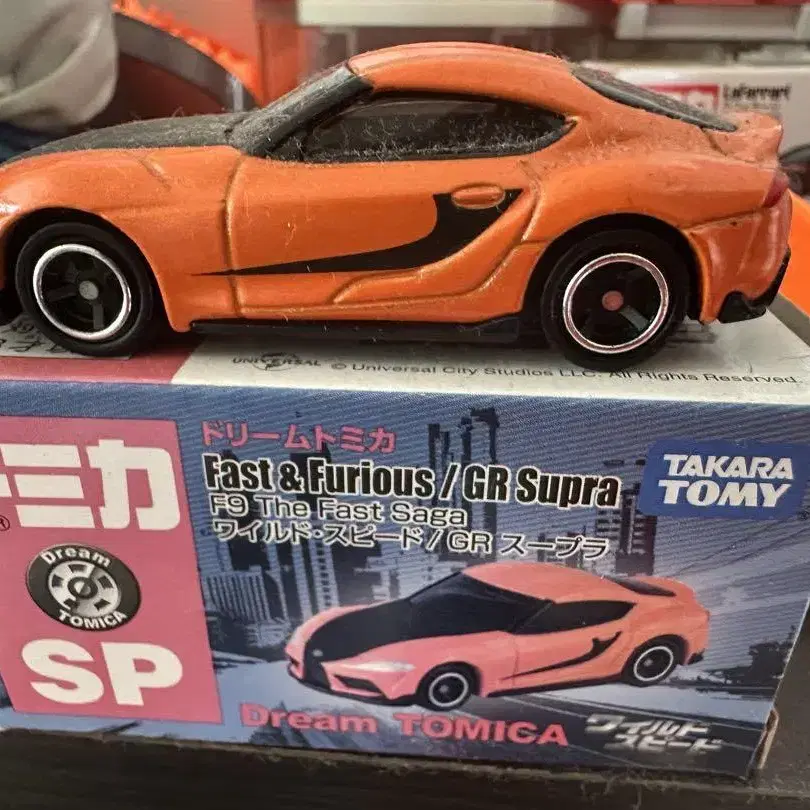 LaFerrari
UNIVERSAL © Universal City Studios LLC. All Rights Reserved.
トミカ
ドリームトミカ
Fast & Furious / GR Supra
F9 The Fast Saga
ワイルド・スピード/GR スープラ
TAKARA
TOMY
Dream
TOMICA
SP
Dream TOMICA
ワイルド
スピード